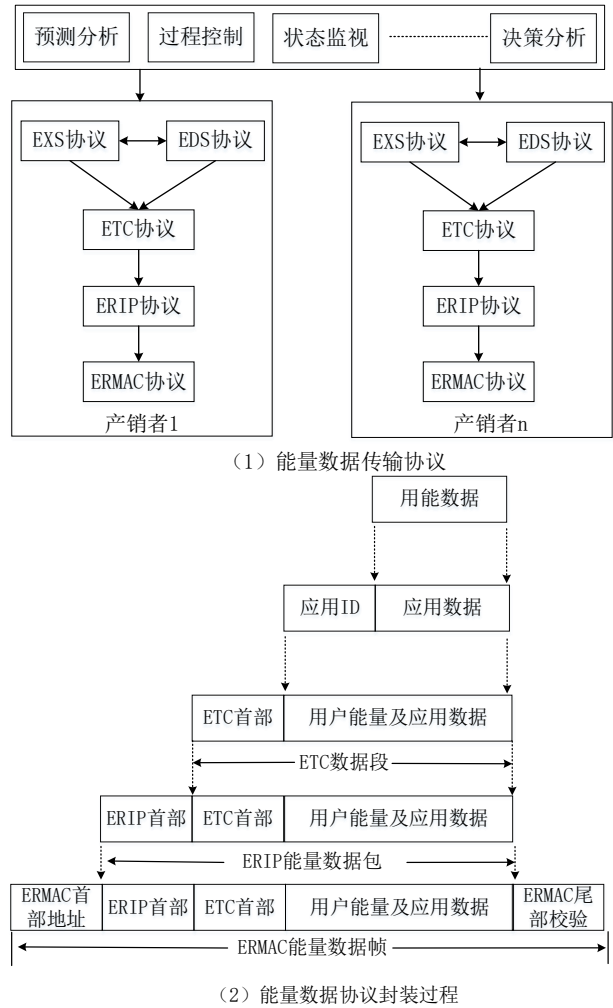 预测分析 过程控制 状态监视 决策分析
EXS协议 EDS协议 EXS协议 EDS协议
ETC协议 ETC协议
ERIP协议 ERIP协议
ERMAC协议 ERMAC协议
产销者1 产销者n
（1）能量数据传输协议
用能数据
应用ID 应用数据
ETC首部 用户能量及应用数据
ETC数据段
ERIP首部 ETC首部 用户能量及应用数据
ERIP能量数据包
ERMAC首部地址 ERIP首部 ETC首部 用户能量及应用数据 ERMAC尾部校验
ERMAC能量数据帧
（2）能量数据协议封装过程